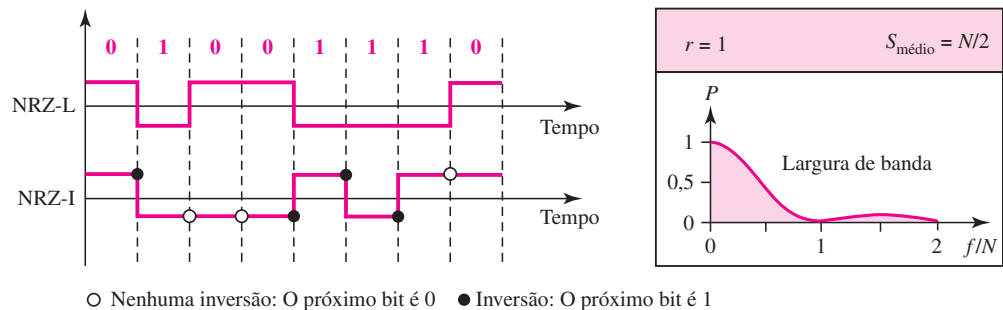 0 1 0 0 1 1 1 0
NRZ-L
Tempo
NRZ-I
Tempo
Nenhuma inversão: O próximo bit é 0
Inversão: O próximo bit é 1
r = 1
Smédio = N/2
P
1
0,5
0
Largura de banda
0 1 2 f/N